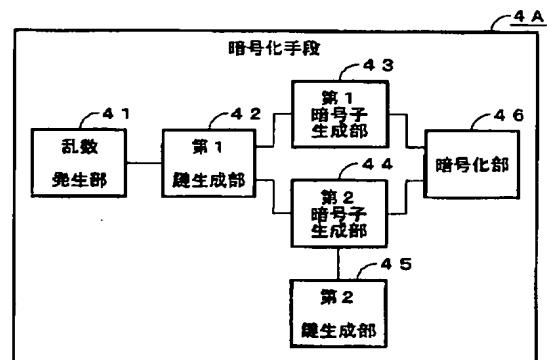 4A
暗号化手段
41
乱数
発生部
42
第1
鍵生成部
43
第1
暗号子
生成部
44
第2
暗号子
生成部
45
第2
鍵生成部
46
暗号化部